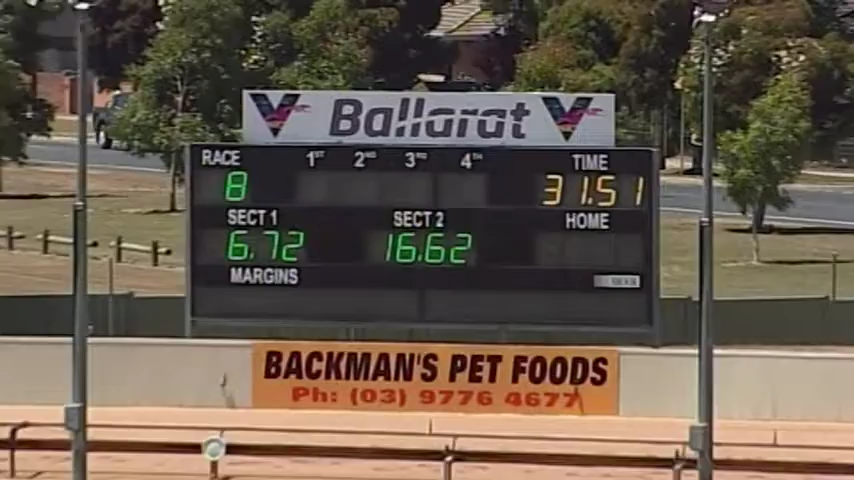 Ballarat
RACE 1ST 2ND 3RD 4TH TIME
8 31.51
SECT 1 SECT 2 HOME
6.72 16.62
MARGINS
BACKMAN'S PET FOODS
Ph: (03) 9776 4677